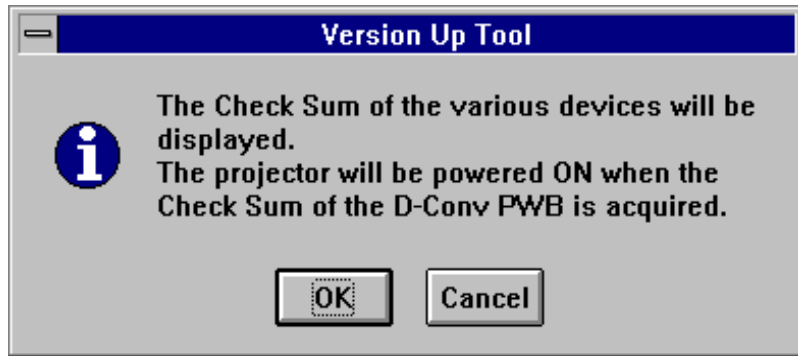 Version Up Tool
The Check Sum of the various devices will be
displayed.
The projector will be powered ON when the
Check Sum of the D-Conv PWB is acquired.
OK
Cancel